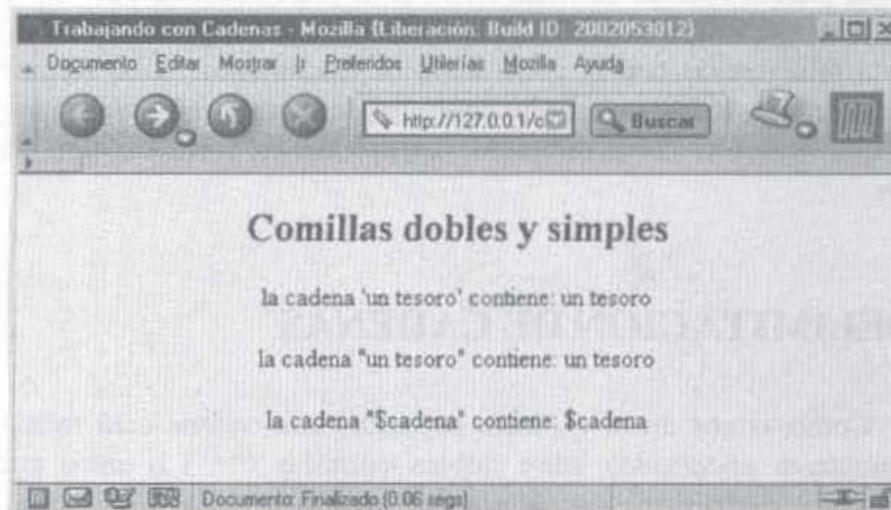 Trabajando con Cadenas - Mozilla {Liberación: Build ID: 2002053012}
Documento Editar Mostrar Ir Preferidos Utilerías Mozilla Ayuda
http://127.0.0.1/c Buscar
Comillas dobles y simples
la cadena 'un tesoro' contiene: un tesoro
la cadena "un tesoro" contiene: un tesoro
la cadena "$cadena" contiene: $cadena
Documento: Finalizado (0.06 segs)